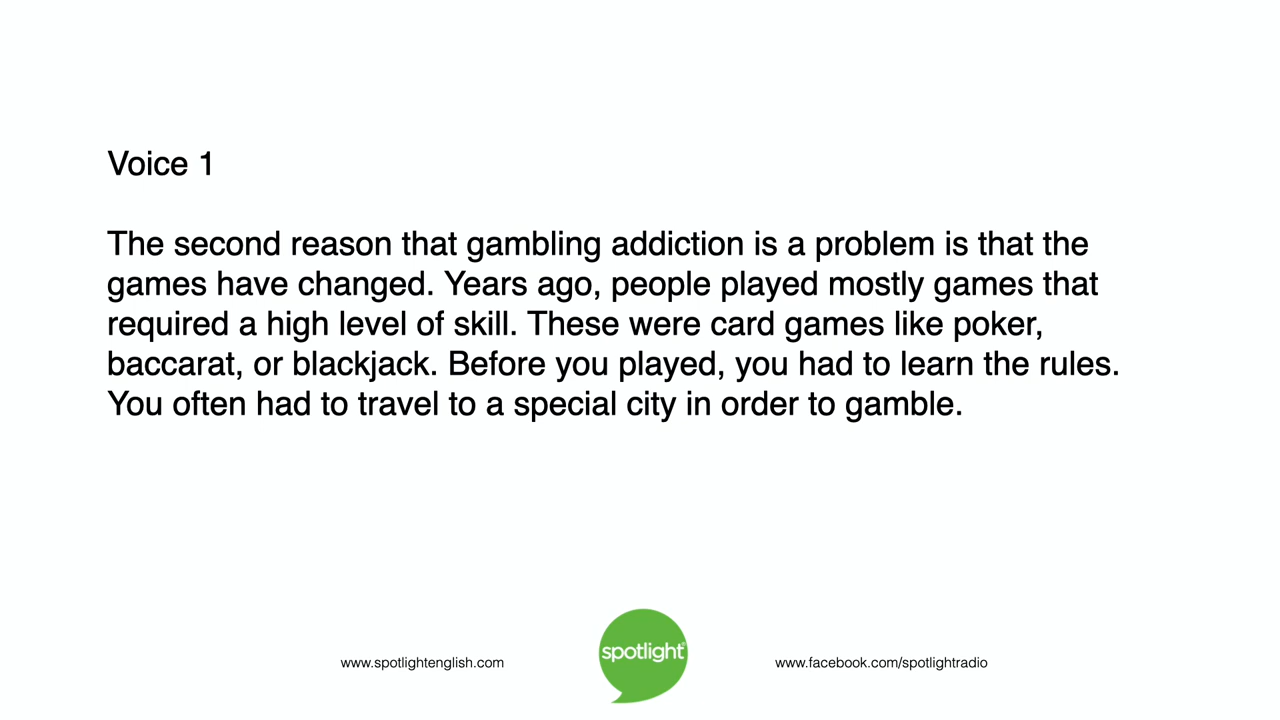 Voice 1
The second reason that gambling addiction is a problem is that the
games have changed. Years ago, people played mostly games that
required a high level of skill. These were card games like poker,
baccarat, or blackjack. Before you played, you had to learn the rules.
You often had to travel to a special city in order to gamble.
www.spotlightenglish.com
spotlight®
www.facebook.com/spotlightradio